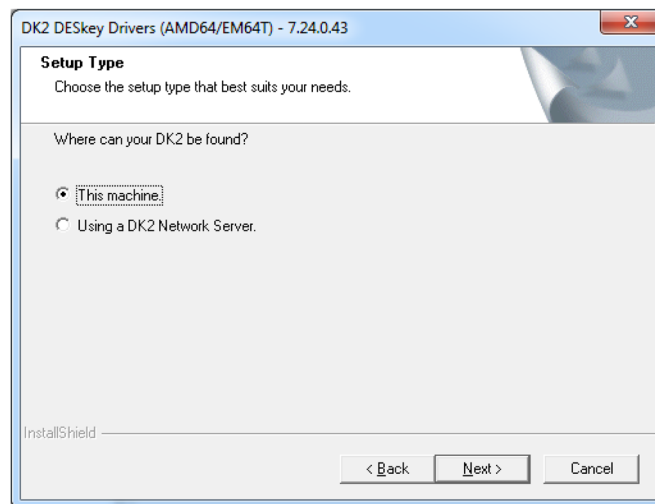 DK2 DESkey Drivers (AMD64/EM64T) - 7.24.0.43
Setup Type
Choose the setup type that best suits your needs.
Where can your DK2 be found?
This machine.
Using a DK2 Network Server.
InstallShield
< Back Next > Cancel